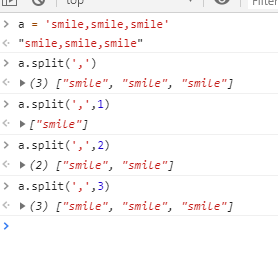 top
Filter
a = 'smile,smile,smile'
"smile,smile,smile"
a.split(',')
(3) ["smile", "smile", "smile"]
a.split(',',1)
["smile"]
a.split(',',2)
(2) ["smile", "smile"]
a.split(',',3)
(3) ["smile", "smile", "smile"]